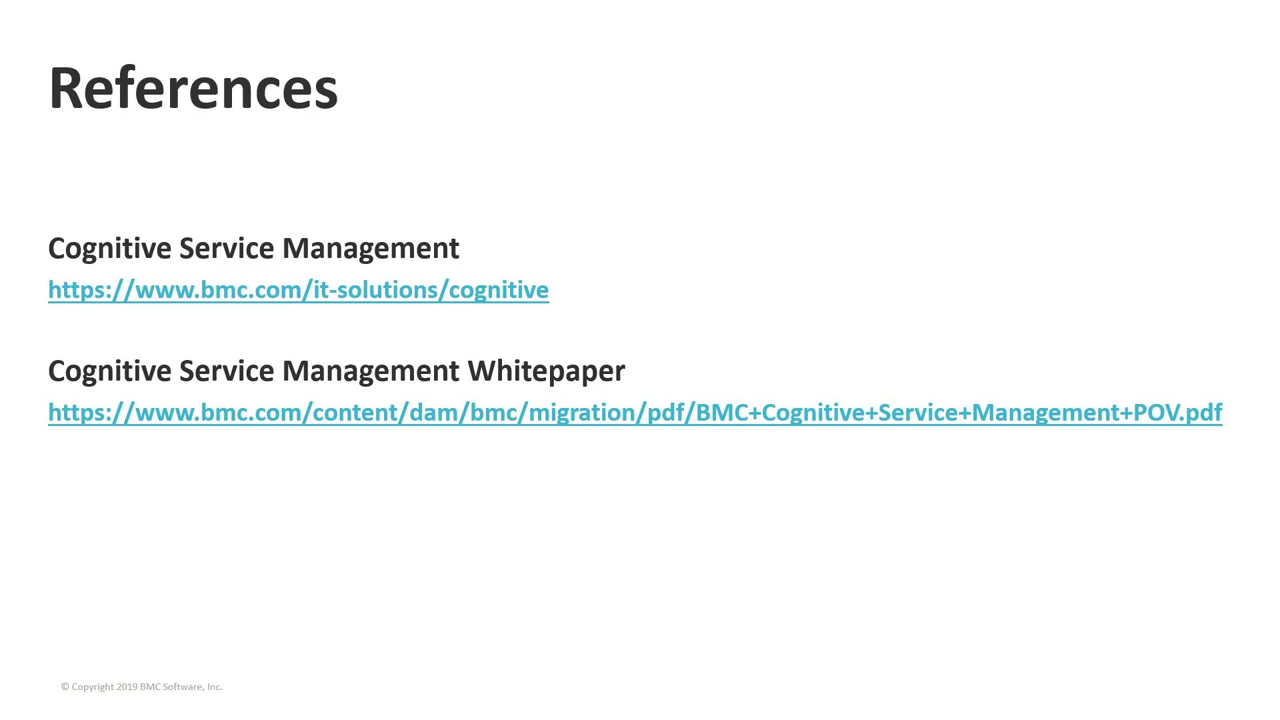 References
Cognitive Service Management
https://www.bmc.com/it-solutions/cognitive
Cognitive Service Management Whitepaper
https://www.bmc.com/content/dam/bmc/migration/pdf/BMC+Cognitive+Service+Management+POV.pdf
© Copyright 2019 BMC Software, Inc.